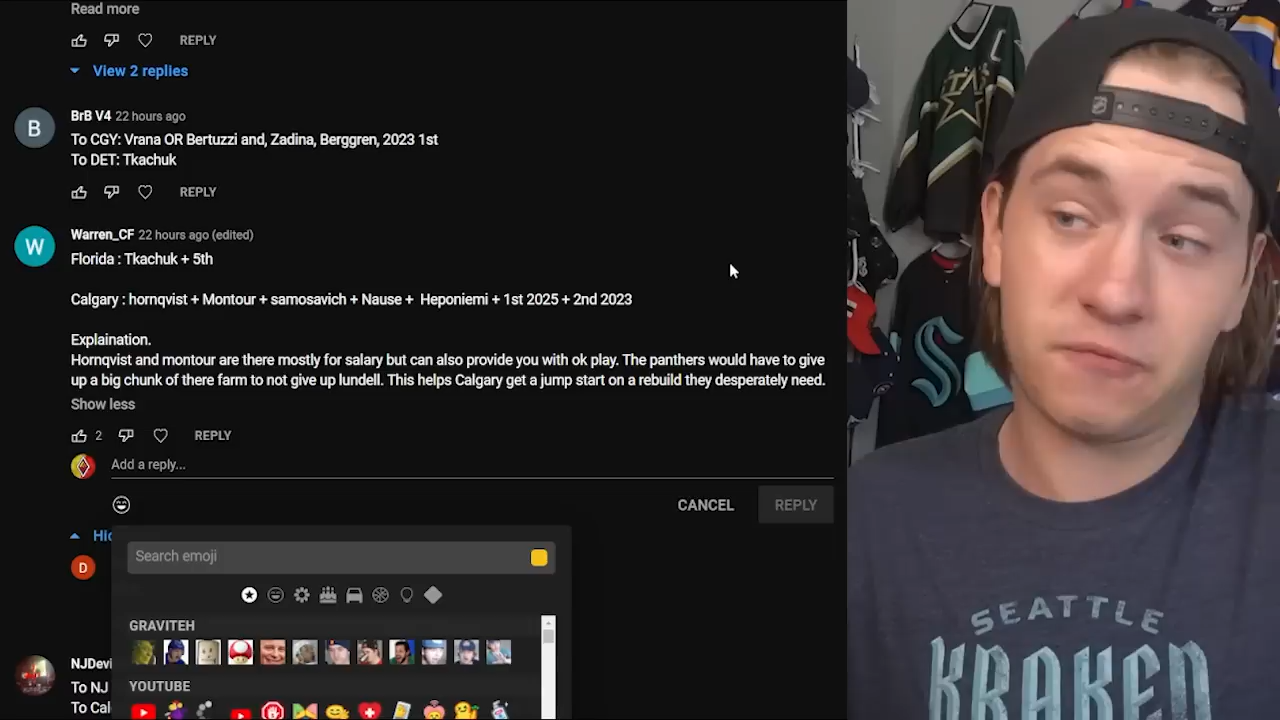 Read more
REPLY
View 2 replies
B
BrB V4 22 hours ago
To CGY: Vrana OR Bertuzzi and, Zadina, Berggren, 2023 1st
To DET: Tkachuk
REPLY
W
Warren_CF 22 hours ago (edited)
Florida : Tkachuk + 5th
Calgary : hornqvist + Montour + samosavich + Nause + Heponiemi + 1st 2025 + 2nd 2023
Explaination.
Hornqvist and montour are there mostly for salary but can also provide you with ok play. The panthers would have to give
up a big chunk of there farm to not give up lundell. This helps Calgary get a jump start on a rebuild they desperately need.
Show less
2
REPLY
Add a reply...
CANCEL
REPLY
Hi
D
Search emoji
GRAVITEH
NJDevi
To NJ
YOUTUBE
To Cal
STARS
S
SEATTLE
KRAKEN